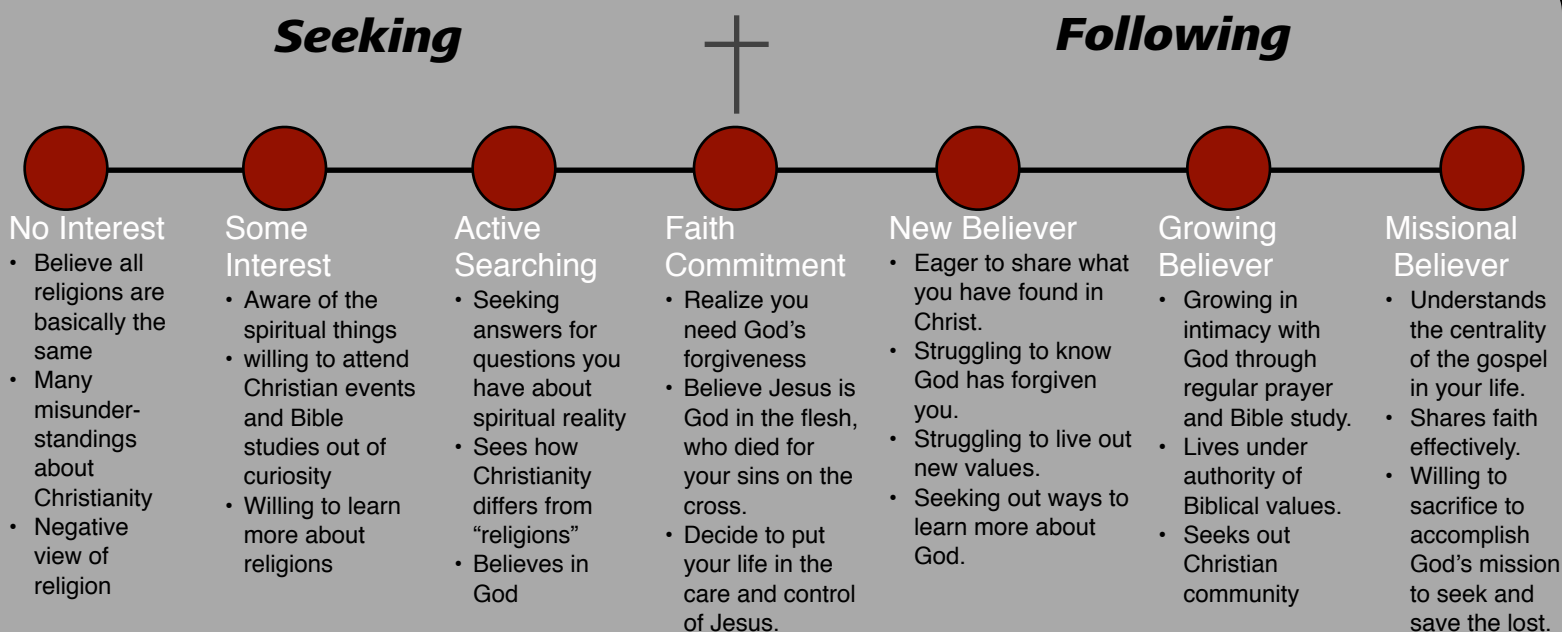 Seeking
Following
No Interest
• Believe all
religions are
basically the
same
• Many
misunder-
standings
about
Christianity
• Negative
view of
religion
Some
Interest
• Aware of the
spiritual things
• willing to attend
Christian events
and Bible
studies out of
curiosity
• Willing to learn
more about
religions
Active
Searching
• Seeking
answers for
questions you
have about
spiritual reality
• Sees how
Christianity
differs from
“religions”
• Believes in
God
Faith
Commitment
• Realize you
need God’s
forgiveness
• Believe Jesus is
God in the flesh,
who died for
your sins on the
cross.
• Decide to put
your life in the
care and control
of Jesus.
New Believer
• Eager to share what
you have found in
Christ.
• Struggling to know
God has forgiven
you.
• Struggling to live out
new values.
• Seeking out ways to
learn more about
God.
Growing
Believer
• Growing in
intimacy with
God through
regular prayer
and Bible study.
• Lives under
authority of
Biblical values.
• Seeks out
Christian
community
Missional
Believer
• Understands
the centrality
of the gospel
in your life.
• Shares faith
effectively.
• Willing to
sacrifice to
accomplish
God’s mission
to seek and
save the lost.